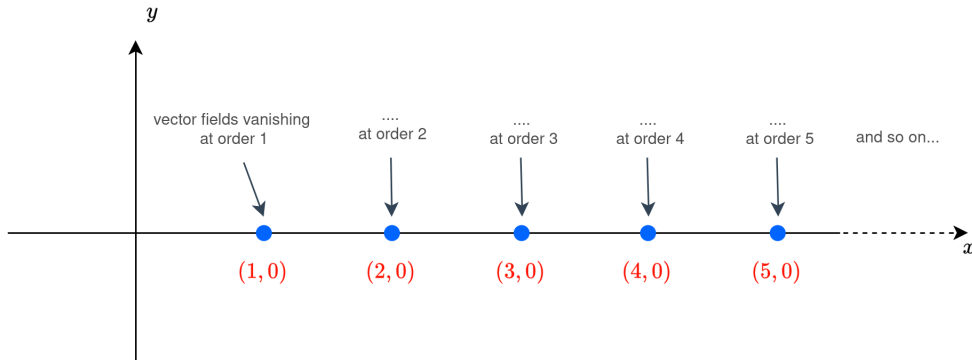 y
vector fields vanishing
at order 1
....
at order 2
....
at order 3
....
at order 4
....
at order 5
and so on...
x
(1, 0)
(2, 0)
(3, 0)
(4, 0)
(5, 0)